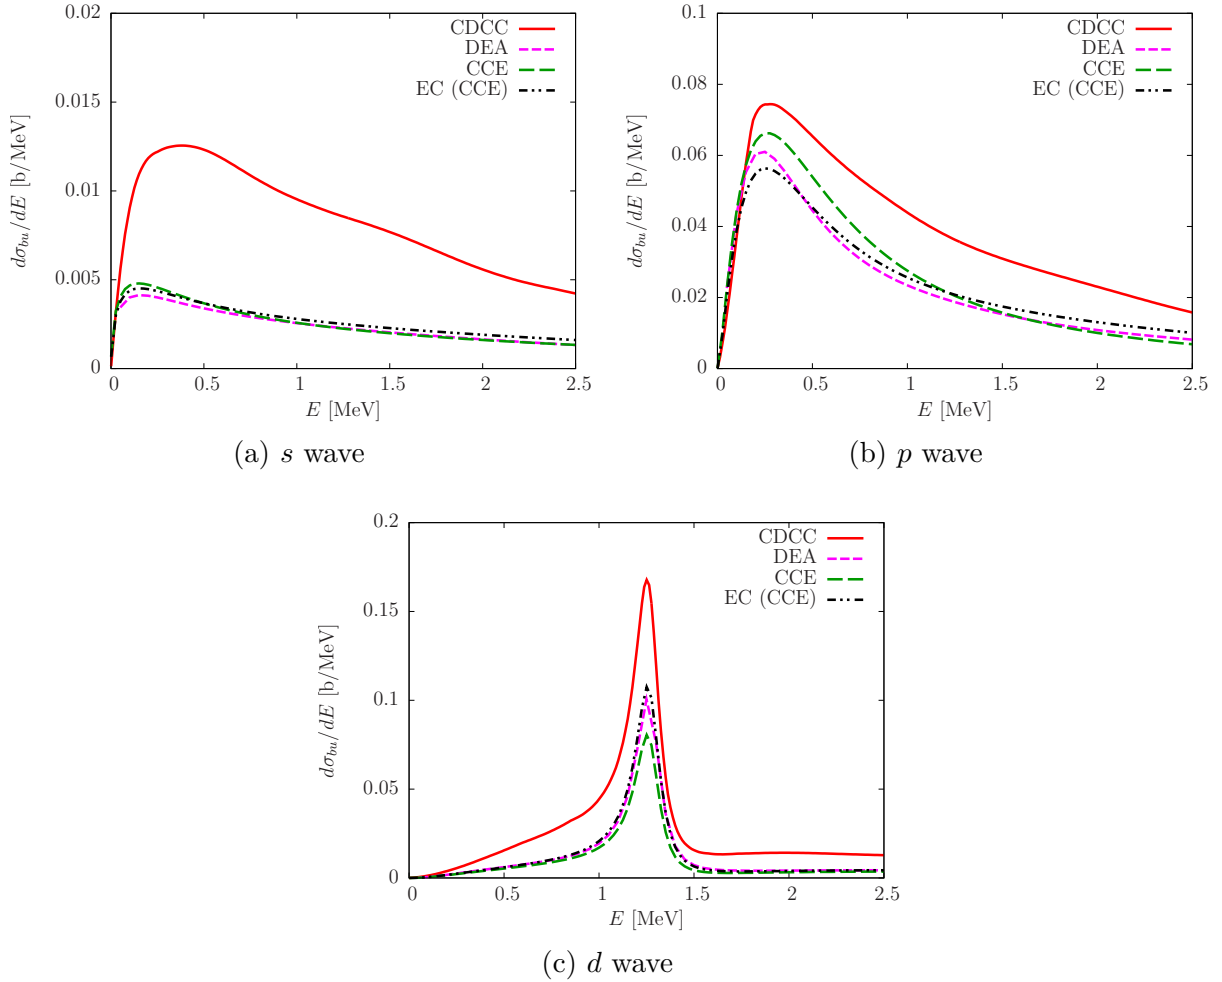 0.02
0.015
0.01
0.005
0
0 0.5 1 1.5 2 2.5
dσ_bu/dE [b/MeV]
E [MeV]
CDCC
DEA
CCE
EC (CCE)
(a) s wave
0.1
0.08
0.06
0.04
0.02
0
0 0.5 1 1.5 2 2.5
dσ_bu/dE [b/MeV]
E [MeV]
CDCC
DEA
CCE
EC (CCE)
(b) p wave
0.2
0.15
0.1
0.05
0
0 0.5 1 1.5 2 2.5
dσ_bu/dE [b/MeV]
E [MeV]
CDCC
DEA
CCE
EC (CCE)
(c) d wave